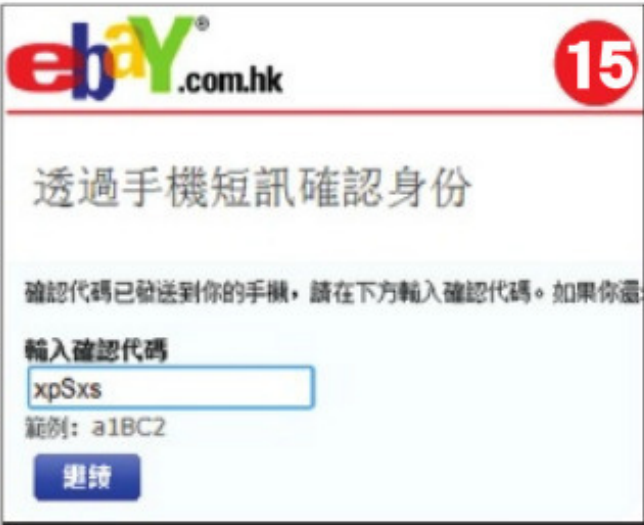 ebaY®.com.hk
15
透過手機短訊確認身份
確認代碼已發送到你的手機，請在下方輸入確認代碼。如果你還
輸入確認代碼
xpSxs
範例: a1BC2
繼續